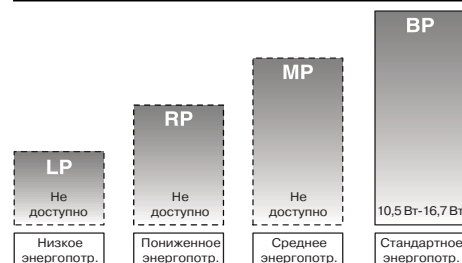 LP
Не
доступно
Низкое
энергопотр.
RP
Не
доступно
Пониженное
энергопотр.
MP
Не
доступно
Среднее
энергопотр.
BP
10,5 Вт-16,7 Вт
Стандартное
энергопотр.